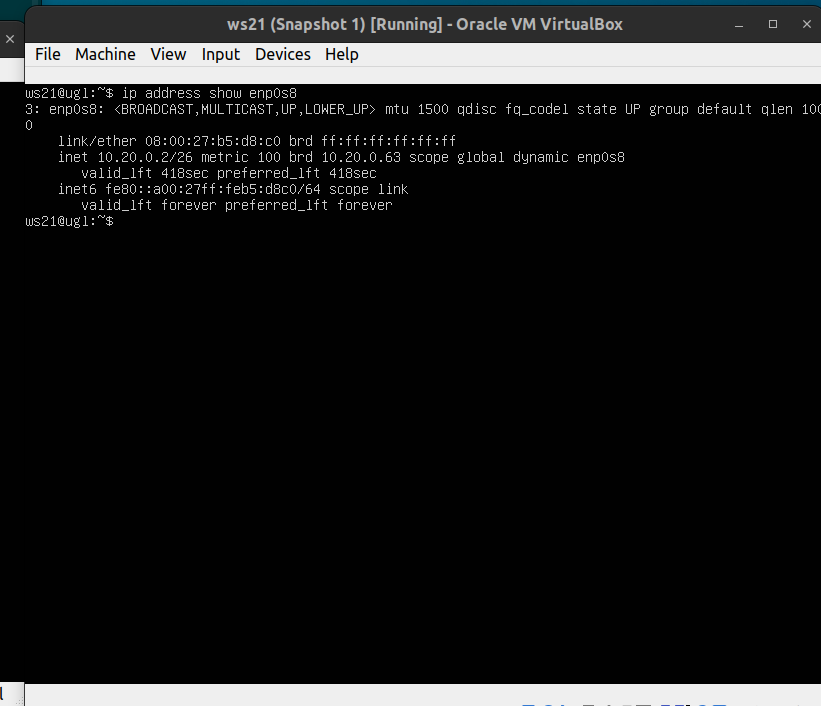 ws21 (Snapshot 1) [Running] - Oracle VM VirtualBox
File Machine View Input Devices Help
ws21@ugl:~$ ip address show enp0s8
3: enp0s8: <BROADCAST,MULTICAST,UP,LOWER_UP> mtu 1500 qdisc fq_codel state UP group default qlen 100
0
link/ether 08:00:27:b5:d8:c0 brd ff:ff:ff:ff:ff:ff
inet 10.20.0.2/26 metric 100 brd 10.20.0.63 scope global dynamic enp0s8
valid_lft 418sec preferred_lft 418sec
inet6 fe80::a00:27ff:feb5:d8c0/64 scope link
valid_lft forever preferred_lft forever
ws21@ugl:~$